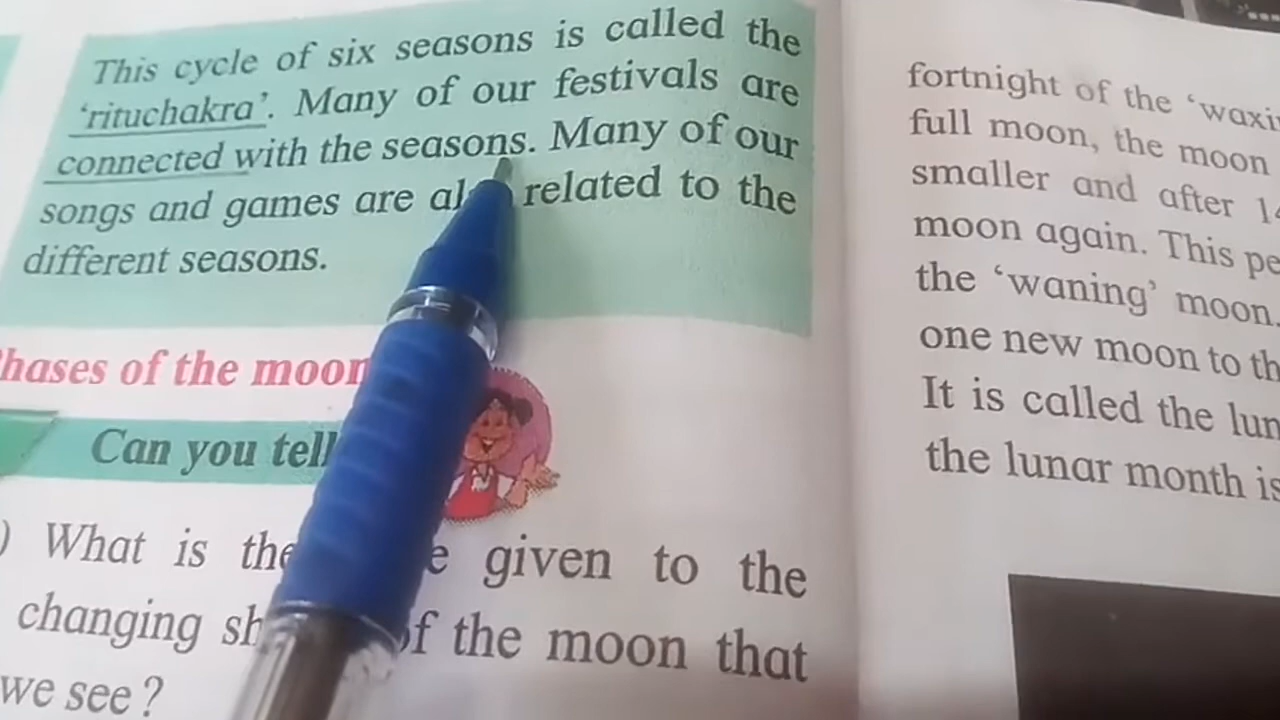 This cycle of six seasons is called the
'rituchakra'. Many of our festivals are
connected with the seasons. Many of our
songs and games are related to the
different seasons.
hases of the moon
Can you tell
) What is the given to the
changing of the moon that
we see?
fortnight of the 'waxi
full moon, the moon
smaller and after
moon again. This pe
the 'waning' moon.
one new moon to th
It is called the lun
the lunar month is